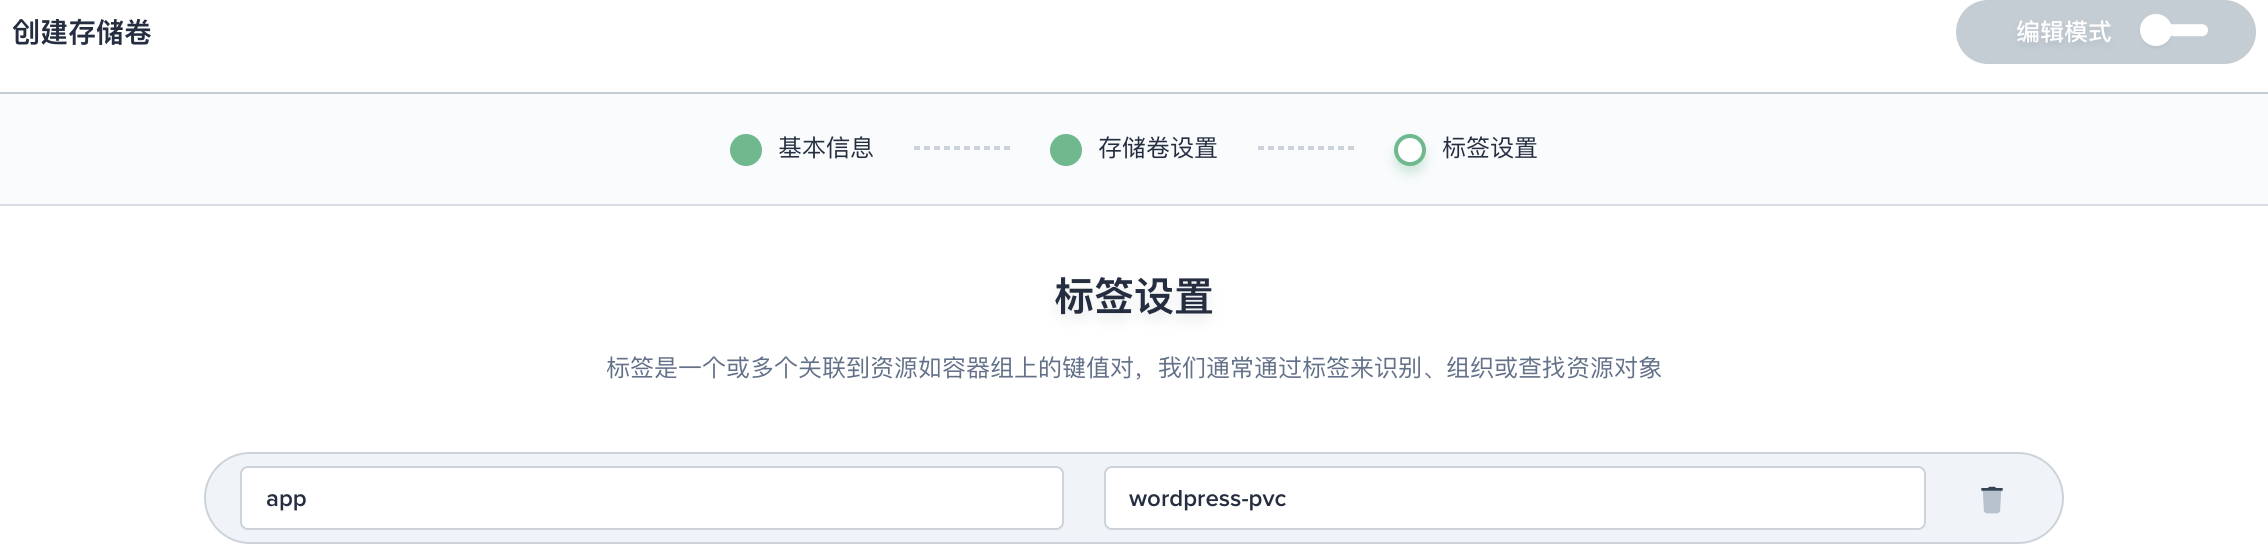 创建存储卷
编辑模式
基本信息
存储卷设置
标签设置
标签设置
标签是一个或多个关联到资源如容器组上的键值对，我们通常通过标签来识别、组织或查找资源对象
app
wordpress-pvc